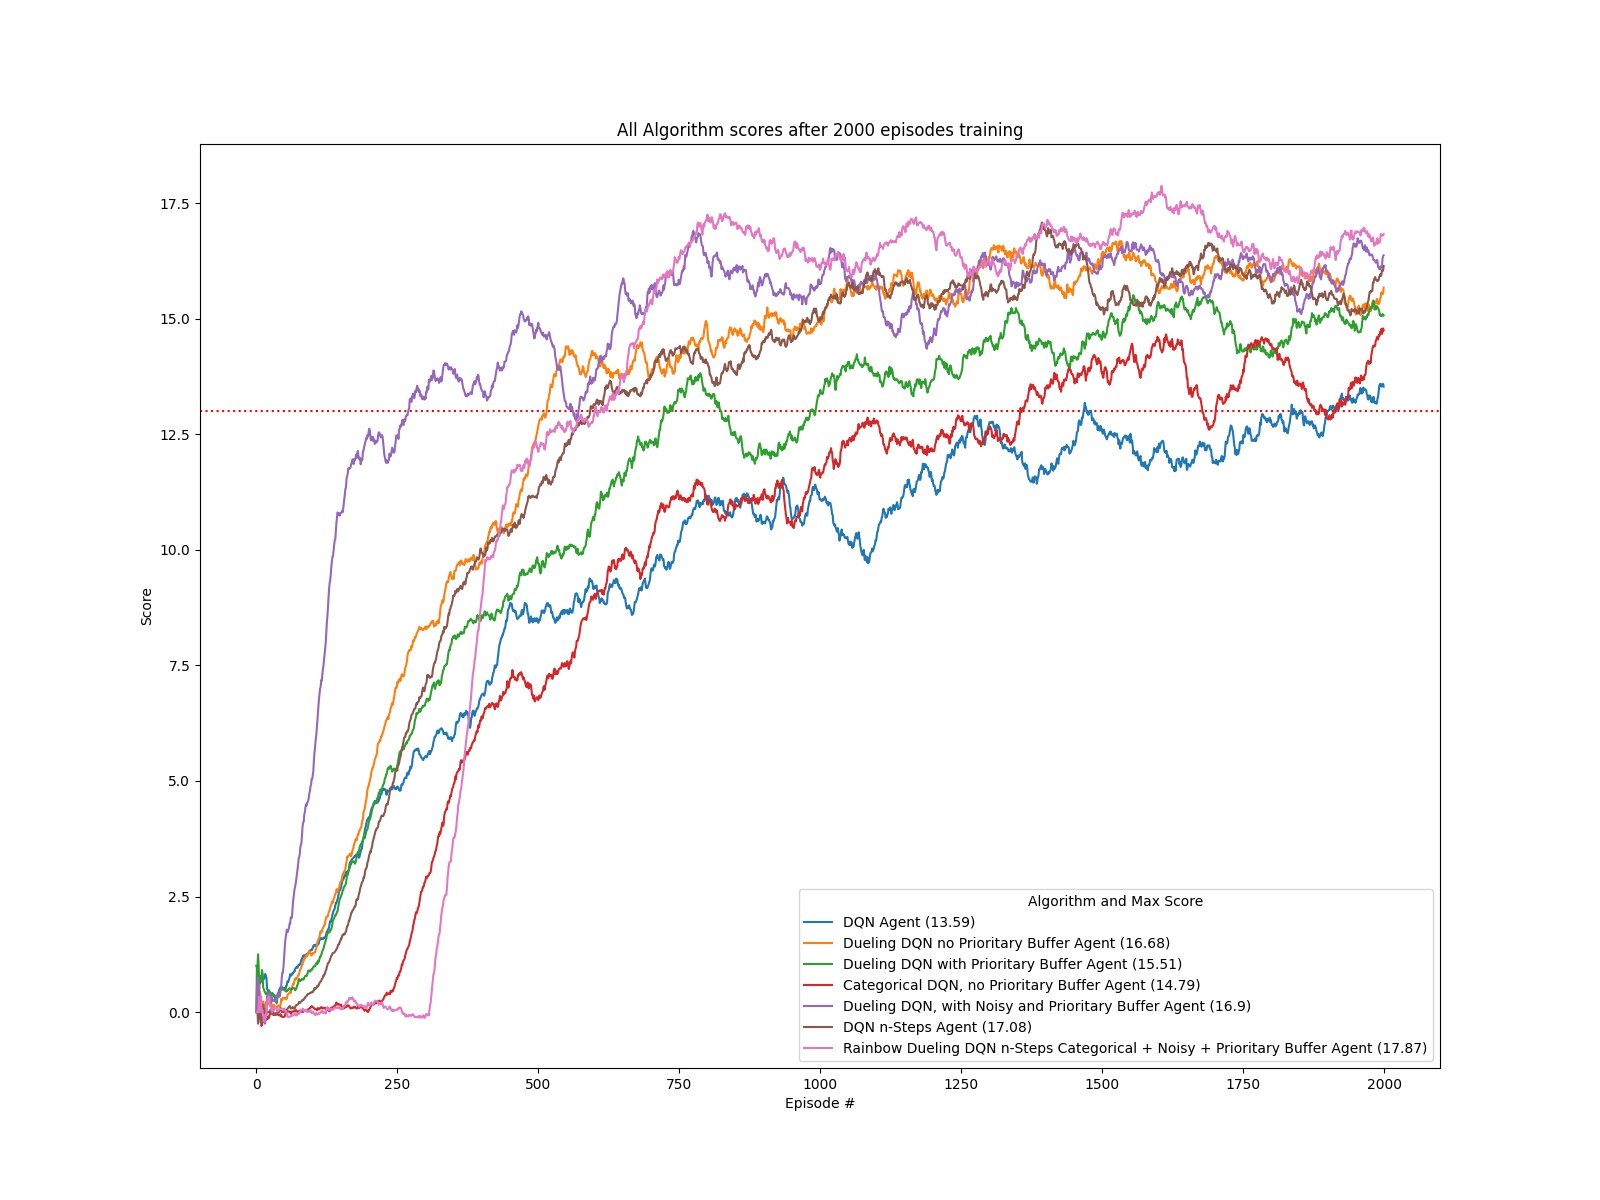 All Algorithm scores after 2000 episodes training
17.5
15.0
12.5
10.0
7.5
5.0
2.5
0.0
Score
0 250 500 750 1000 1250 1500 1750 2000
Episode #
Algorithm and Max Score
DQN Agent (13.59)
Dueling DQN no Prioritary Buffer Agent (16.68)
Dueling DQN with Prioritary Buffer Agent (15.51)
Categorical DQN, no Prioritary Buffer Agent (14.79)
Dueling DQN, with Noisy and Prioritary Buffer Agent (16.9)
DQN n-Steps Agent (17.08)
Rainbow Dueling DQN n-Steps Categorical + Noisy + Prioritary Buffer Agent (17.87)